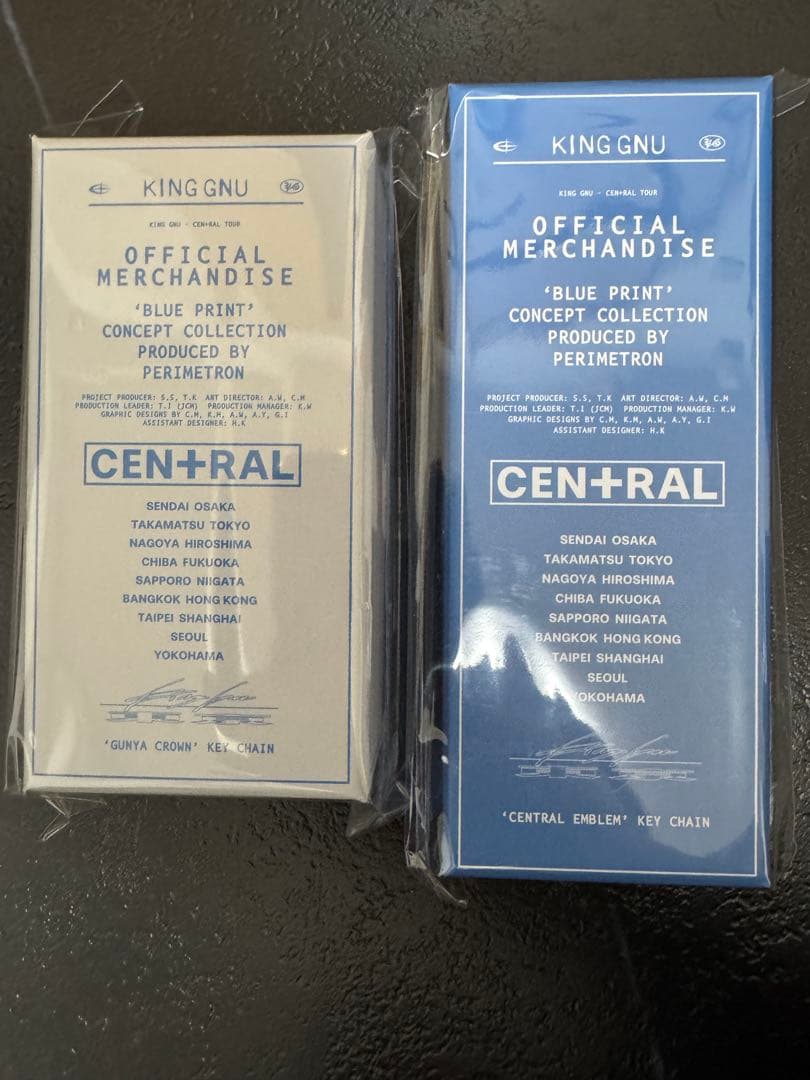 KING GNU
KING GNU - CEN+RAL TOUR
OFFICIAL
MERCHANDISE
‘BLUE PRINT’
CONCEPT COLLECTION
PRODUCED BY
PERIMETRON
PROJECT PRODUCER: S.S, T.K ART DIRECTOR: A.W, C.M
PRODUCTION LEADER: T.I (JCM) PRODUCTION MANAGER: K.W
GRAPHIC DESIGNS BY C.M, K.M, A.W, A.Y, G.I
ASSISTANT DESIGNER: H.K
CEN+RAL
SENDAI OSAKA
TAKAMATSU TOKYO
NAGOYA HIROSHIMA
CHIBA FUKUOKA
SAPPORO NIIGATA
BANGKOK HONG KONG
TAIPEI SHANGHAI
SEOUL
YOKOHAMA
‘GUNYA CROWN’ KEY CHAIN
KING GNU
KING GNU - CEN+RAL TOUR
OFFICIAL
MERCHANDISE
‘BLUE PRINT’
CONCEPT COLLECTION
PRODUCED BY
PERIMETRON
PROJECT PRODUCER: S.S, T.K ART DIRECTOR: A.W, C.M
PRODUCTION LEADER: T.I (JCM) PRODUCTION MANAGER: K.W
GRAPHIC DESIGNS BY C.M, K.M, A.W, A.Y, G.I
ASSISTANT DESIGNER: H.K
CEN+RAL
SENDAI OSAKA
TAKAMATSU TOKYO
NAGOYA HIROSHIMA
CHIBA FUKUOKA
SAPPORO NIIGATA
BANGKOK HONG KONG
TAIPEI SHANGHAI
SEOUL
YOKOHAMA
‘CENTRAL EMBLEM’ KEY CHAIN